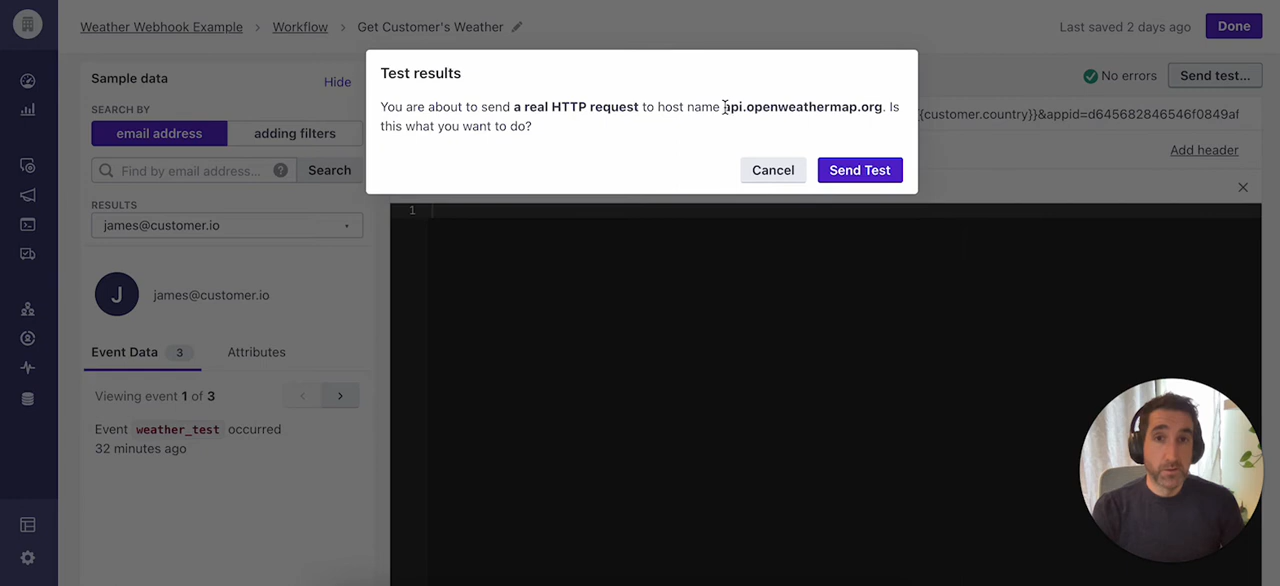 Weather Webhook Example > Workflow > Get Customer's Weather
Last saved 2 days ago
Done
Sample data
Hide
SEARCH BY
email address
adding filters
Find by email address... ?
Search
RESULTS
james@customer.io
J
james@customer.io
Event Data 3
Attributes
Viewing event 1 of 3
< >
Event weather_test occurred
32 minutes ago
Test results
You are about to send a real HTTP request to host name api.openweathermap.org. Is
this what you want to do?
Cancel
Send Test
No errors
Send test...
{{customer.country}}&appid=d645682846546f0849af
Add header
1